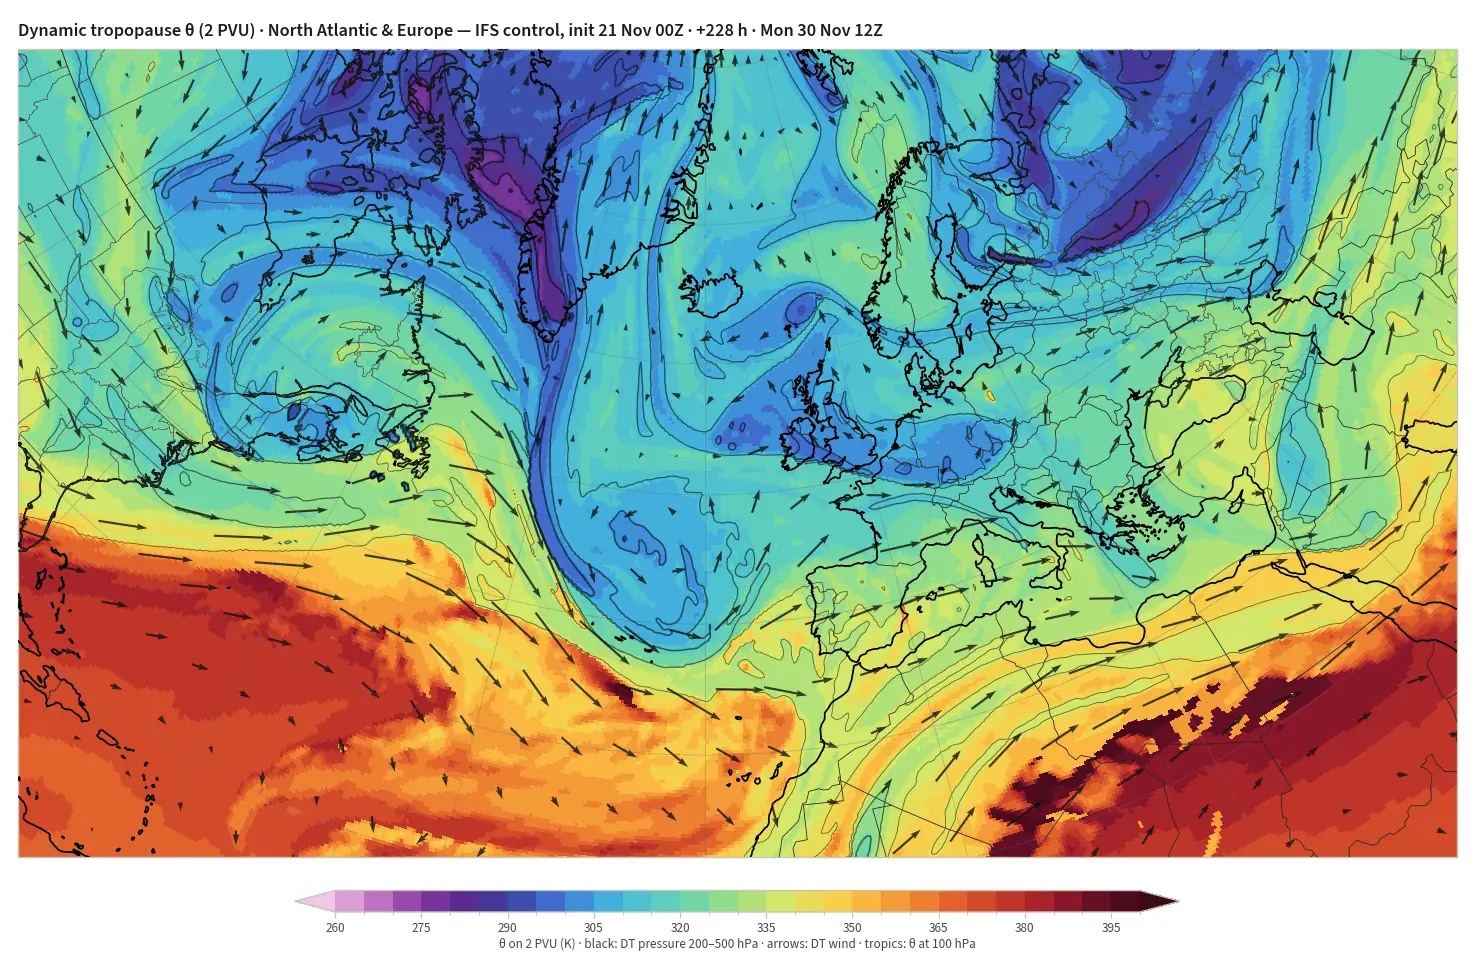 Dynamic tropopause θ (2 PVU) · North Atlantic & Europe — IFS control, init 21 Nov 00Z · +228 h · Mon 30 Nov 12Z
260 275 290 305 320 335 350 365 380 395
θ on 2 PVU (K) · black: DT pressure 200–500 hPa · arrows: DT wind · tropics: θ at 100 hPa